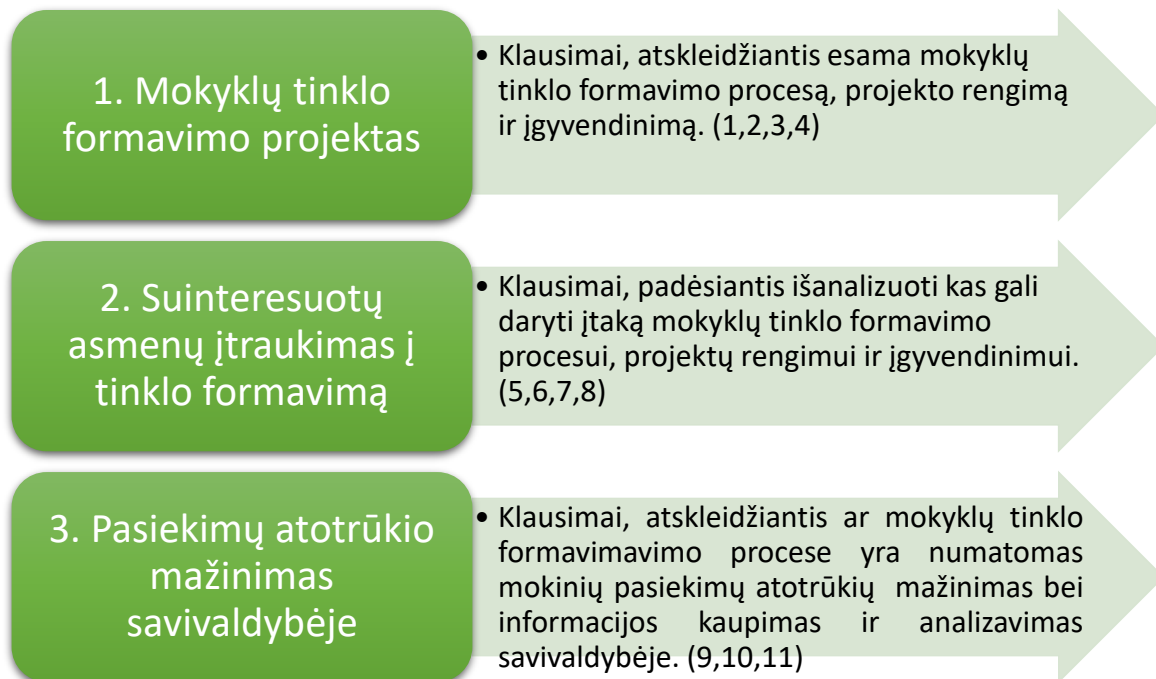 1. Mokyklų tinklo
formavimo projektas
• Klausimai, atskleidžiantis esama mokyklų
tinklo formavimo procesą, projekto rengimą
ir įgyvendinimą. (1,2,3,4)
2. Suinteresuotų
asmenų įtraukimas į
tinklo formavimą
• Klausimai, padėsiantis išanalizuoti kas gali
daryti įtaką mokyklų tinklo formavimo
procesui, projektų rengimui ir įgyvendinimui.
(5,6,7,8)
3. Pasiekimų atotrūkio
mažinimas
savivaldybėje
• Klausimai, atskleidžiantis ar mokyklų tinklo
formavimavimo procese yra numatomas
mokinių pasiekimų atotrūkių mažinimas bei
informacijos kaupimas ir analizavimas
savivaldybėje. (9,10,11)